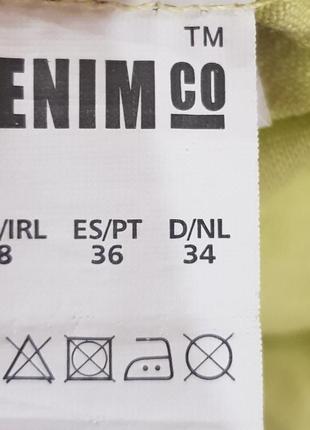 TM
ENIM CO
/IRL ES/PT D/NL
8 36 34